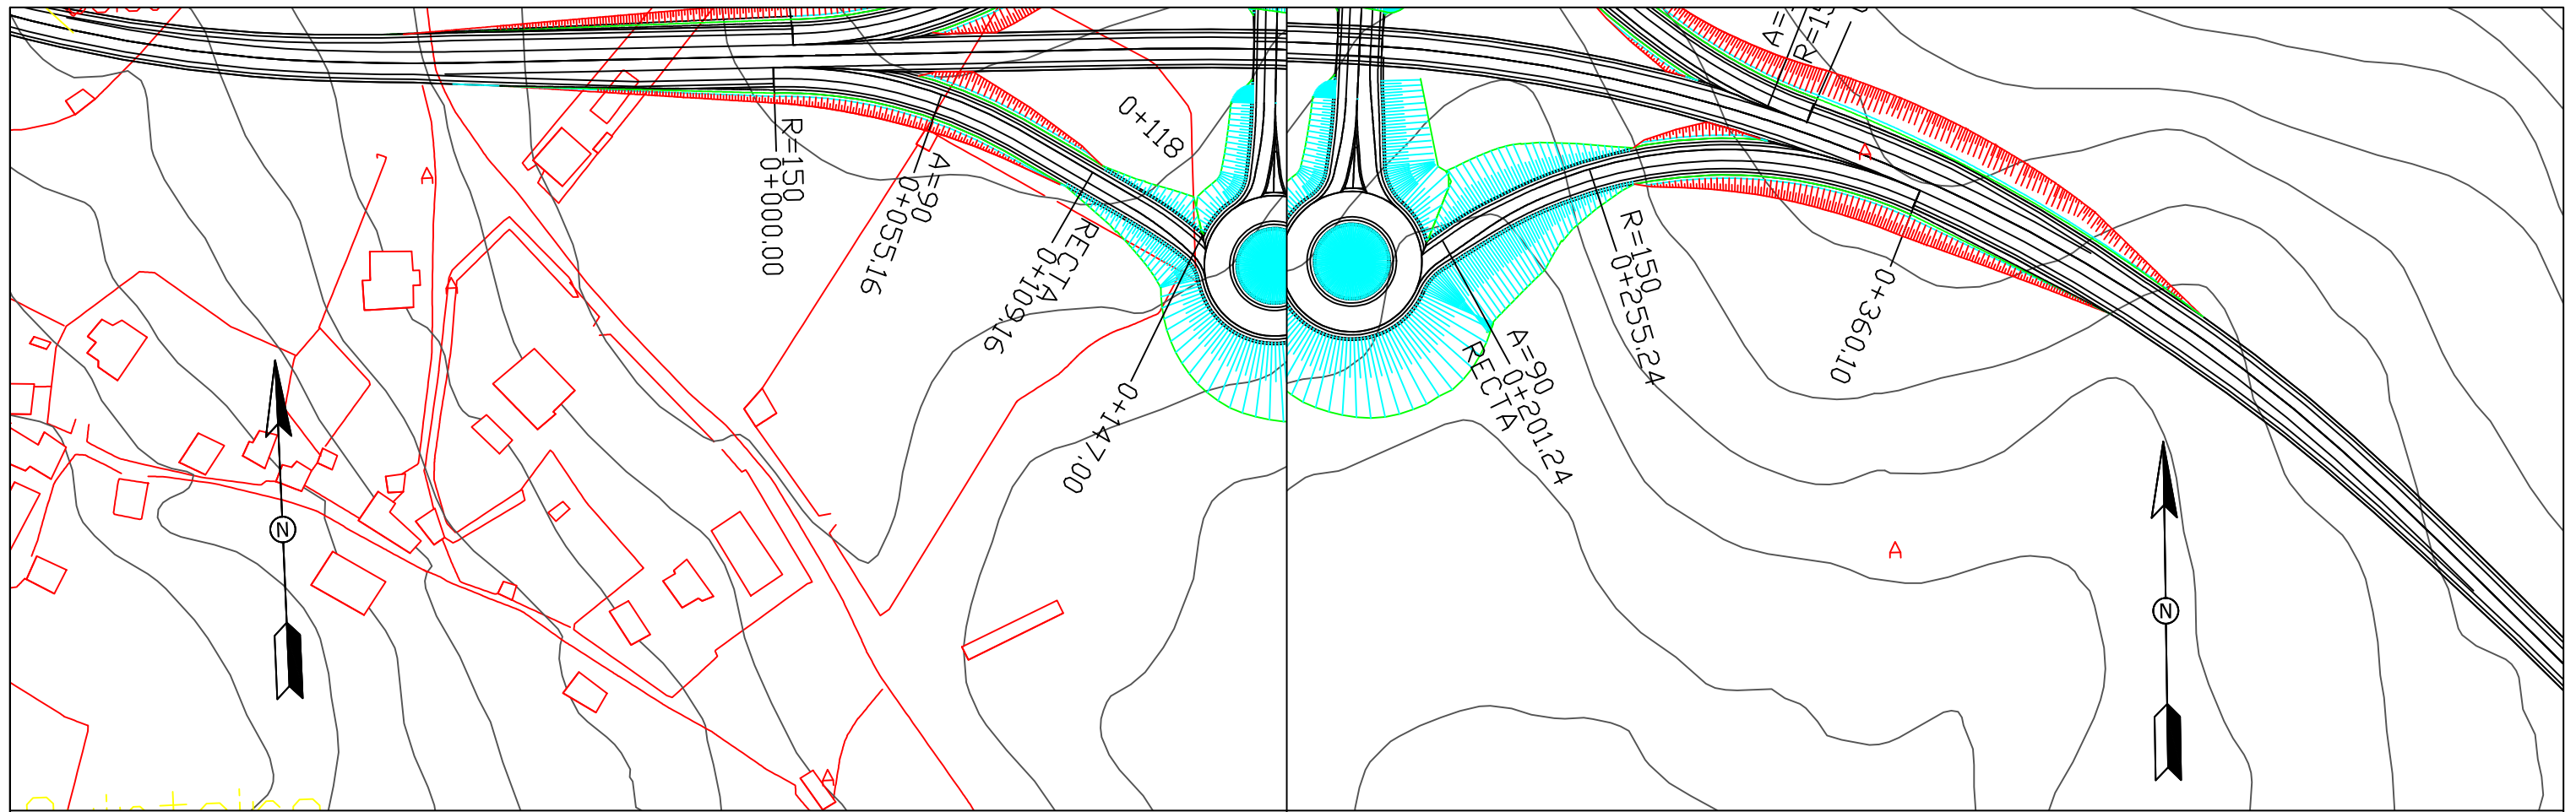 R=150
0+000.00
A=90
0+055.16
RECTA
0+109.16
0+118
0+147.00
A
A
A
N
R=15
A
R=150
0+255.24
A=90
0+201.24
RECTA
0+360.10
A
N